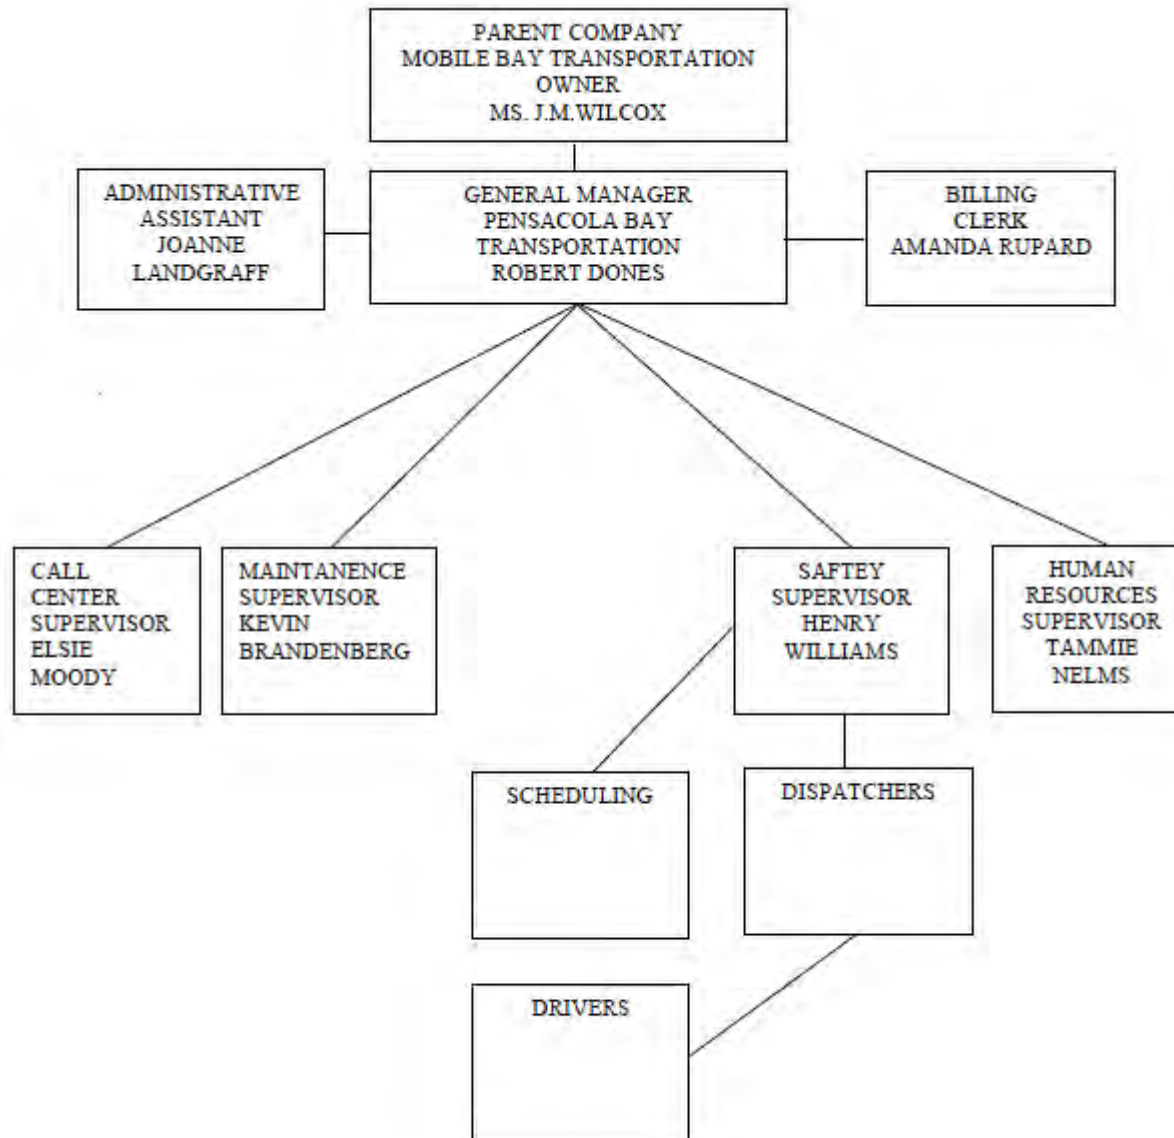 PARENT COMPANY
MOBILE BAY TRANSPORTATION
OWNER
MS. J.M.WILCOX
ADMINISTRATIVE
ASSISTANT
JOANNE
LANDGRAFF
GENERAL MANAGER
PENSACOLA BAY
TRANSPORTATION
ROBERT DONES
BILLING
CLERK
AMANDA RUPARD
CALL
CENTER
SUPERVISOR
ELSIE
MOODY
MAINTANENCE
SUPERVISOR
KEVIN
BRANDENBERG
SAFTEY
SUPERVISOR
HENRY
WILLIAMS
HUMAN
RESOURCES
SUPERVISOR
TAMMIE
NELMS
SCHEDULING
DISPATCHERS
DRIVERS